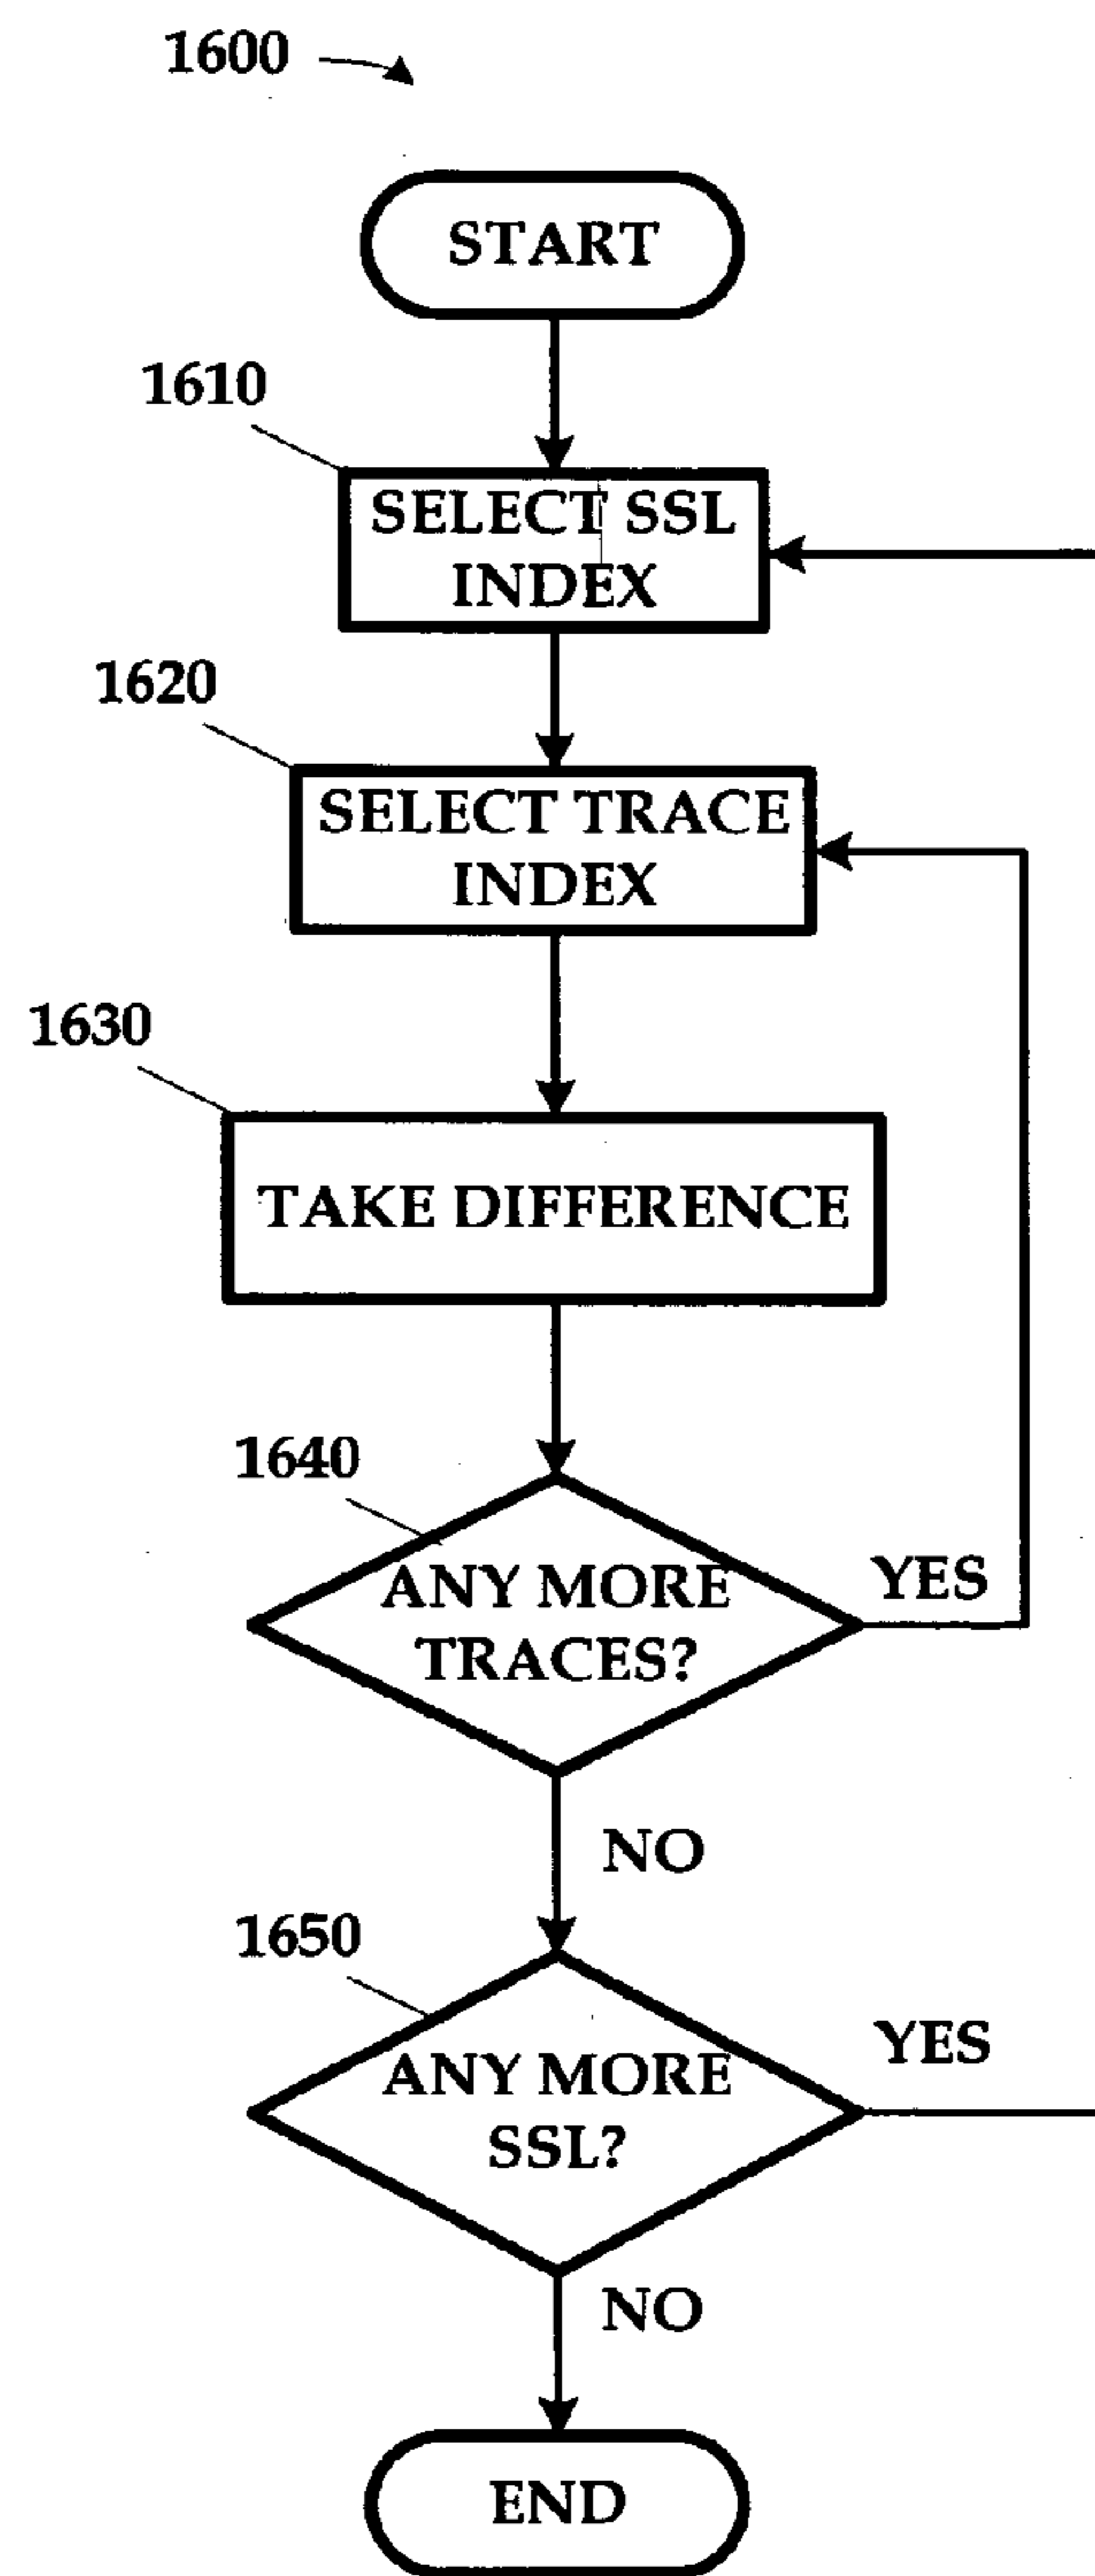 1600
START
1610
SELECT SSL
INDEX
1620
SELECT TRACE
INDEX
1630
TAKE DIFFERENCE
1640
ANY MORE
TRACES?
YES
NO
1650
ANY MORE
SSL?
YES
NO
END